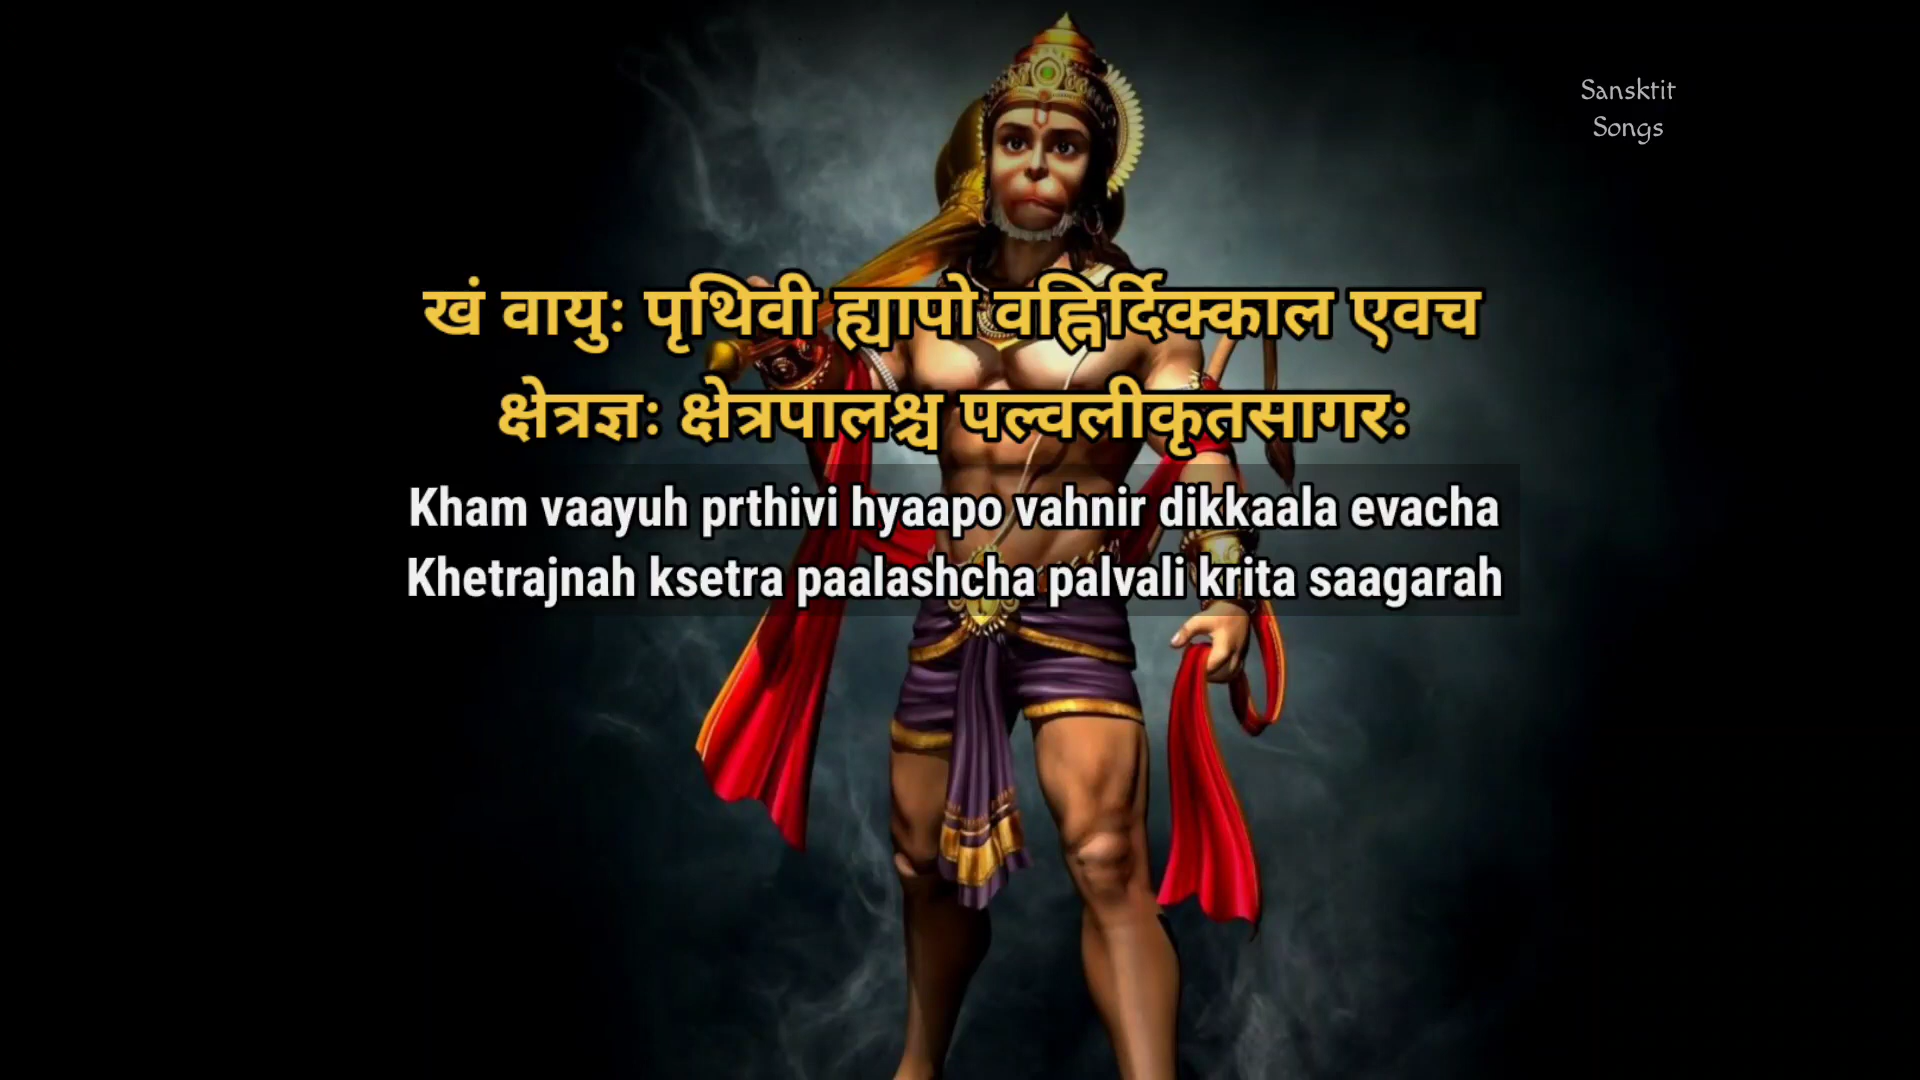 Sansktit
Songs
खं वायुः पृथिवी ह्यापो वह्निर्दिक्काल एवच
क्षेत्रज्ञः क्षेत्रपालश्च पल्वलीकृतसागरः
Kham vaayuh prthivi hyaapo vahnir dikkaala evacha
Khetrajnah ksetra paalashcha palvali krita saagarah